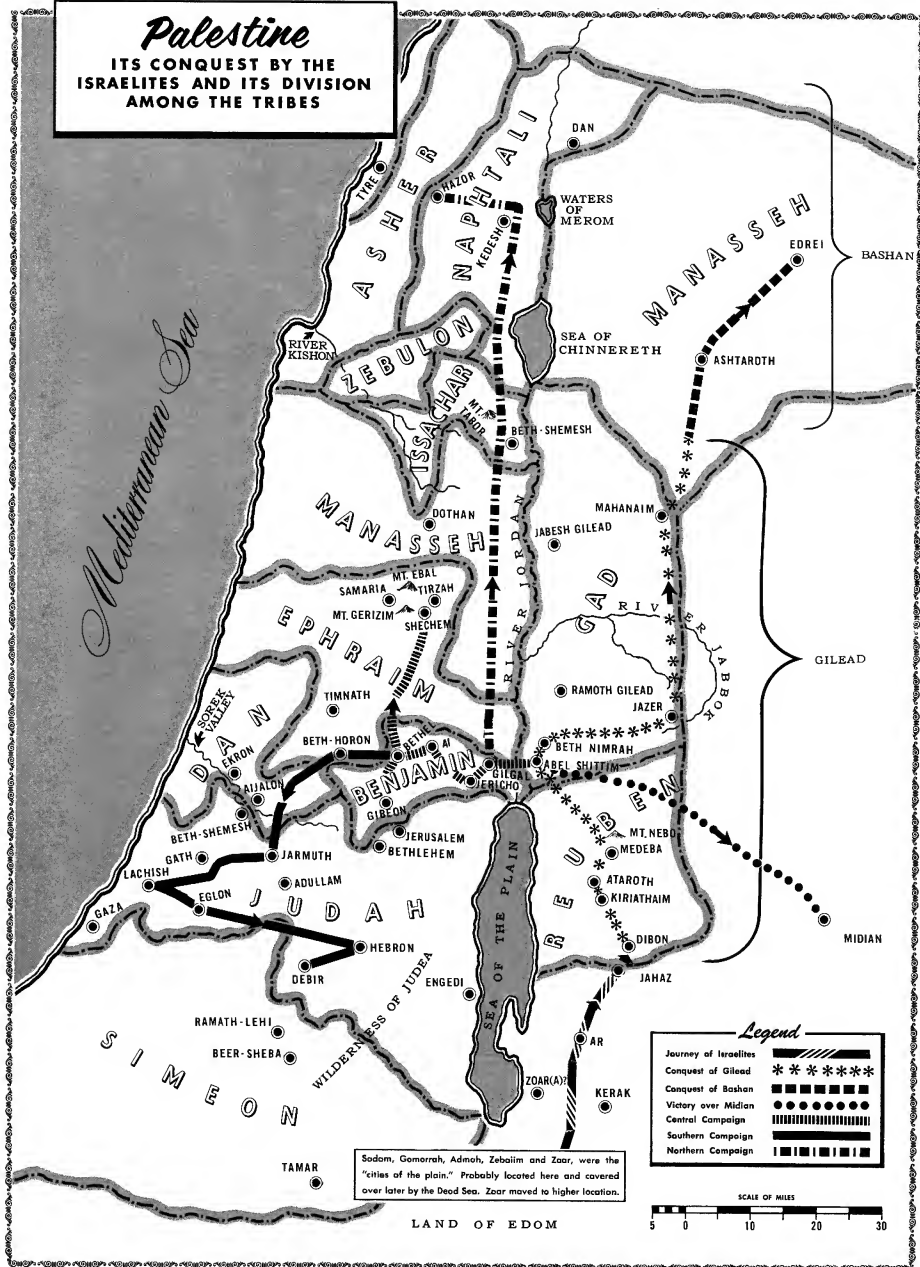 Palestine
ITS CONQUEST BY THE
ISRAELITES AND ITS DIVISION
AMONG THE TRIBES
DAN
TYRE
ASHER
HAZOR
NAPHTALI
KEDESH
WATERS
OF
MEROM
MANASSEH
EDREI
BASHAN
Mediterranean Sea
RIVER
KISHON
ZEBULON
SEA OF
CHINNERETH
ASHTAROTH
ISSACHAR
MT.
TABOR
BETH-SHEMESH
MANASSEH
DOTHAN
RIVER JORDAN
JABESH GILEAD
MAHANAIM
GAD
RIVER JABBOK
GILEAD
MT. EBAL
SAMARIA
TIRZAH
MT. GERIZIM
SHECHEM
EPHRAIM
TIMNATH
RAMOTH GILEAD
JAZER
SOREK
VALLEY
DAN
BETH-HORON
BETHEL
AI
BETH NIMRAH
EKRON
BENJAMIN
GILGAL
ABEL SHITTIM
JERICHO
AIJALON
GIBEON
BETH-SHEMESH
JERUSALEM
BETHLEHEM
REUBEN
MT. NEBO
MEDEBA
GATH
JARMUTH
LACHISH
ADULLAM
ATAROTH
EGLON
JUDAH
KIRIATHAIM
GAZA
SEA OF THE PLAIN
MIDIAN
HEBRON
DIBON
DEBIR
ENGEDI
JAHAZ
WILDERNESS OF JUDEA
RAMATH-LEHI
BEER-SHEBA
SIMEON
AR
ZOAR(A)?
KERAK
TAMAR
Legend
Journey of Israelites
Conquest of Gilead
Conquest of Bashan
Victory over Midian
Central Campaign
Southern Compaign
Northern Compaign
Sodom, Gomorrah, Admah, Zebaiim and Zoar, were the
"cities of the plain." Probably located here and covered
over later by the Dead Sea. Zoar moved to higher location.
LAND OF EDOM
SCALE OF MILES
5 0 10 20 30